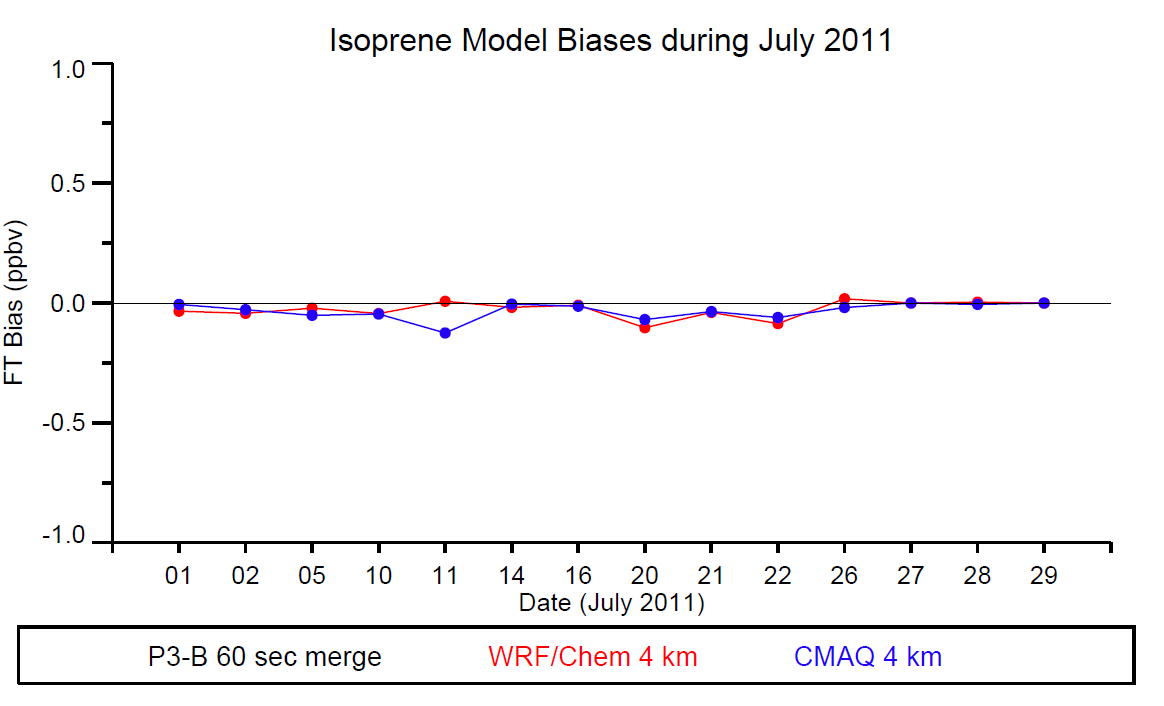 Isoprene Model Biases during July 2011
1.0
0.5
0.0
-0.5
-1.0
FT Bias (ppbv)
01 02 05 10 11 14 16 20 21 22 26 27 28 29
Date (July 2011)
P3-B 60 sec merge WRF/Chem 4 km CMAQ 4 km